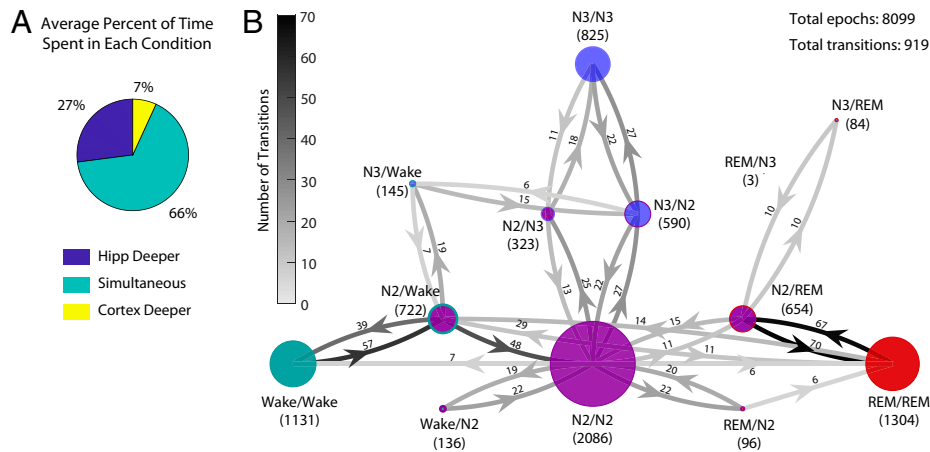 A
Average Percent of Time
Spent in Each Condition
7%
27%
66%
Hipp Deeper
Simultaneous
Cortex Deeper
B
Number of Transitions
70
60
50
40
30
20
10
0
Total epochs: 8099
Total transitions: 919
N3/N3
(825)
N3/REM
(84)
REM/N3
(3)
N3/Wake
(145)
N2/N3
(323)
N3/N2
(590)
N2/Wake
(722)
N2/REM
(654)
Wake/Wake
(1131)
Wake/N2
(136)
N2/N2
(2086)
REM/N2
(96)
REM/REM
(1304)
11
18
22
27
6
15
7
19
10
10
13
25
22
27
39
57
29
48
14
15
11
11
67
70
7
6
19
22
20
22
6